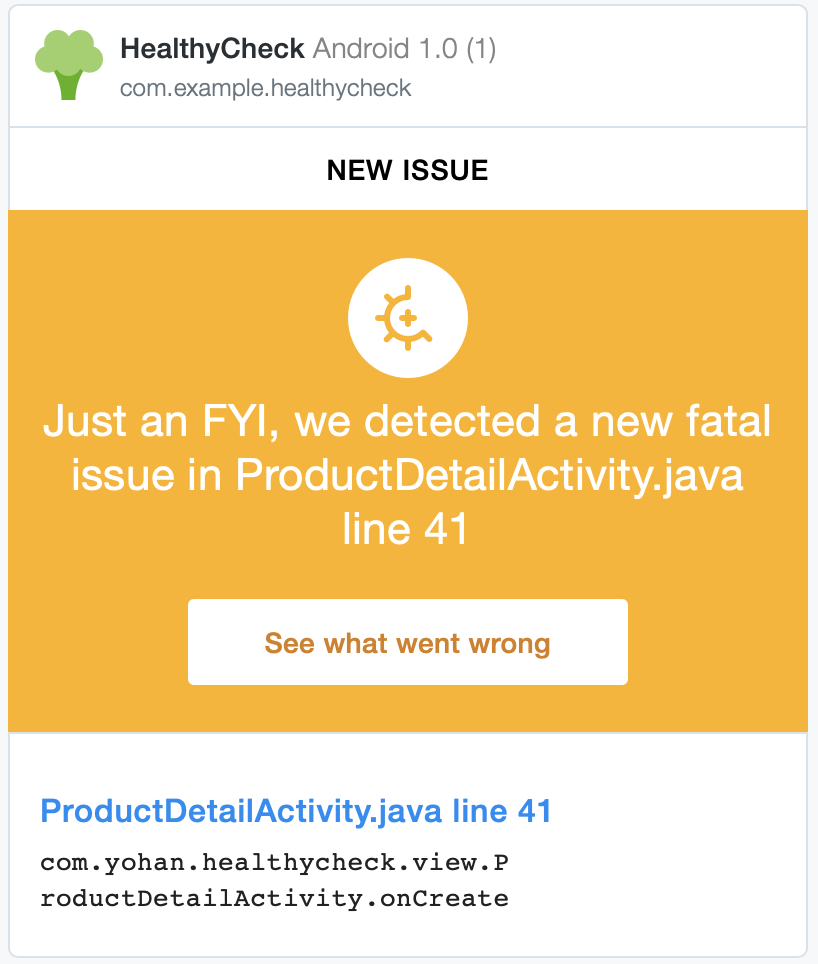 HealthyCheck Android 1.0 (1)
com.example.healthycheck
NEW ISSUE
Just an FYI, we detected a new fatal
issue in ProductDetailActivity.java
line 41
See what went wrong
ProductDetailActivity.java line 41
com.yohan.healthycheck.view.P
roductDetailActivity.onCreate